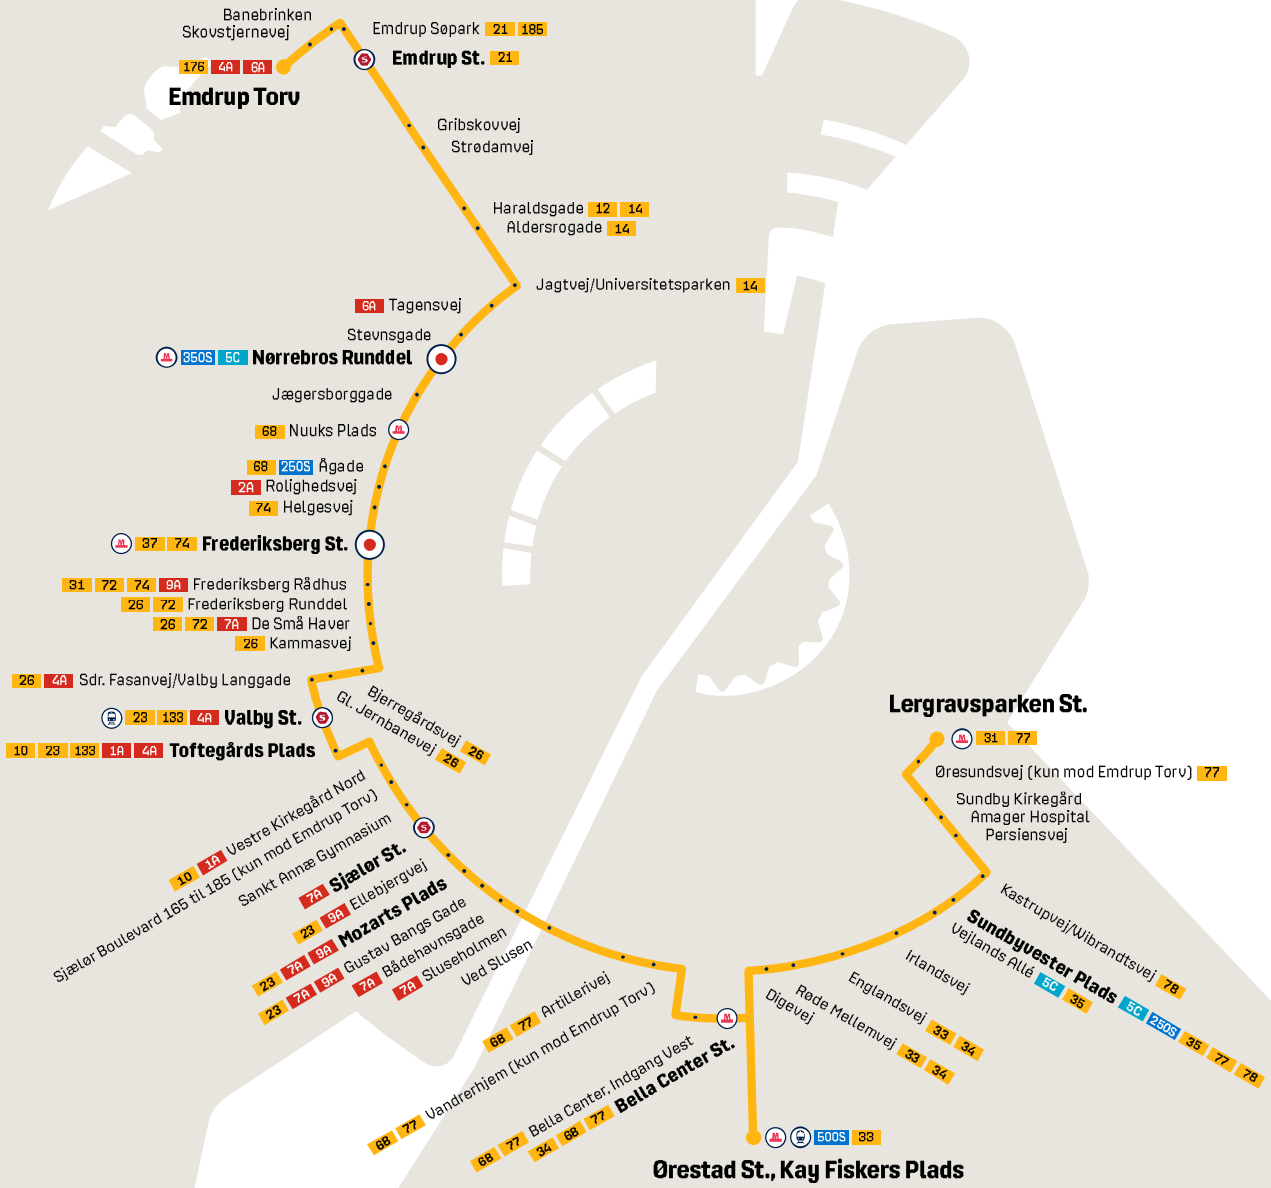 Banebrinken
Skovstjernevej
176 4A 6A
Emdrup Torv
Emdrup Søpark 21 185
S Emdrup St. 21
Gribskovvej
Strødamvej
Haraldsgade 12 14
Aldersrogade 14
Jagtvej/Universitetsparken 14
6A Tagensvej
Stevnsgade
M 350S 5C Nørrebros Runddel
Jægersborggade
68 Nuuks Plads M
68 250S Ågade
2A Rolighedsvej
74 Helgesvej
M 37 74 Frederiksberg St.
31 72 74 9A Frederiksberg Rådhus
26 72 Frederiksberg Runddel
26 72 7A De Små Haver
26 Kammasvej
26 4A Sdr. Fasanvej/Valby Langgade
23 133 4A Valby St. S
10 23 133 1A 4A Toftegårds Plads
Bjerregårdsvej 26
Gl. Jernbanevej 26
10 1A Vestre Kirkegård Nord
Sjælør Boulevard 165 til 185 (kun mod Emdrup Torv)
Sankt Annæ Gymnasium
7A Sjælør St. S
23 9A Ellebjergvej
23 7A 9A Mozarts Plads
23 7A 9A Gustav Bangs Gade
7A Bådehavnsgade
7A Sluseholmen
Ved Slusen
68 77 Artillerivej
68 77 Vandrerhjem (kun mod Emdrup Torv)
68 77 Bella Center, Indgang Vest
34 68 77 Bella Center St. M
M 500S 33
Ørestad St., Kay Fiskers Plads
Digevej
Røde Mellemvej 33 34
Englandsvej 33 34
Irlandsvej
Vejlands Allé 5C 35
Sundbyvester Plads 5C 250S 35 77 78
Kastrupvej/Wibrandtsvej 78
Persiensvej
Amager Hospital
Sundby Kirkegård
Øresundsvej (kun mod Emdrup Torv) 77
M 31 77
Lergravsparken St.